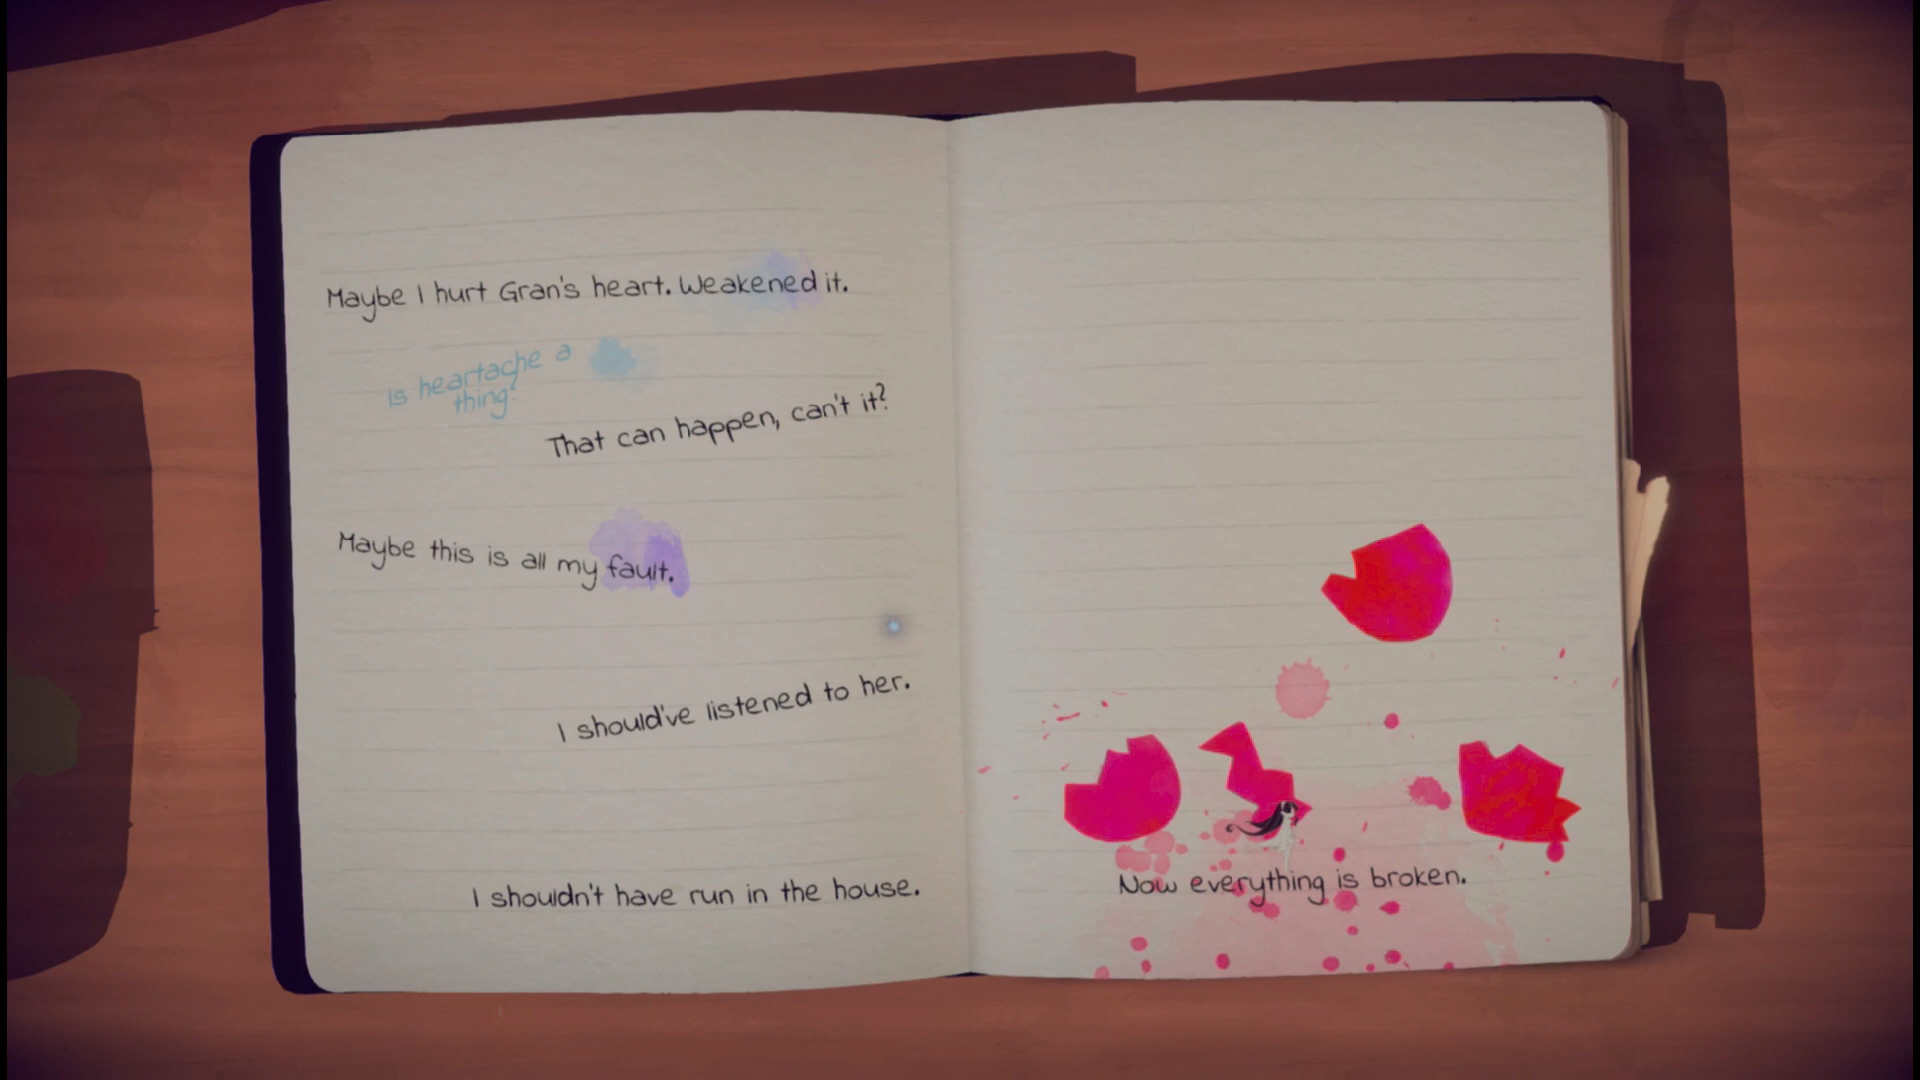 Maybe I hurt Gran's heart. Weakened it.
Is heartache a
thing?
That can happen, can't it?
Maybe this is all my fault.
I should've listened to her.
I shouldn't have run in the house.
Now everything is broken.